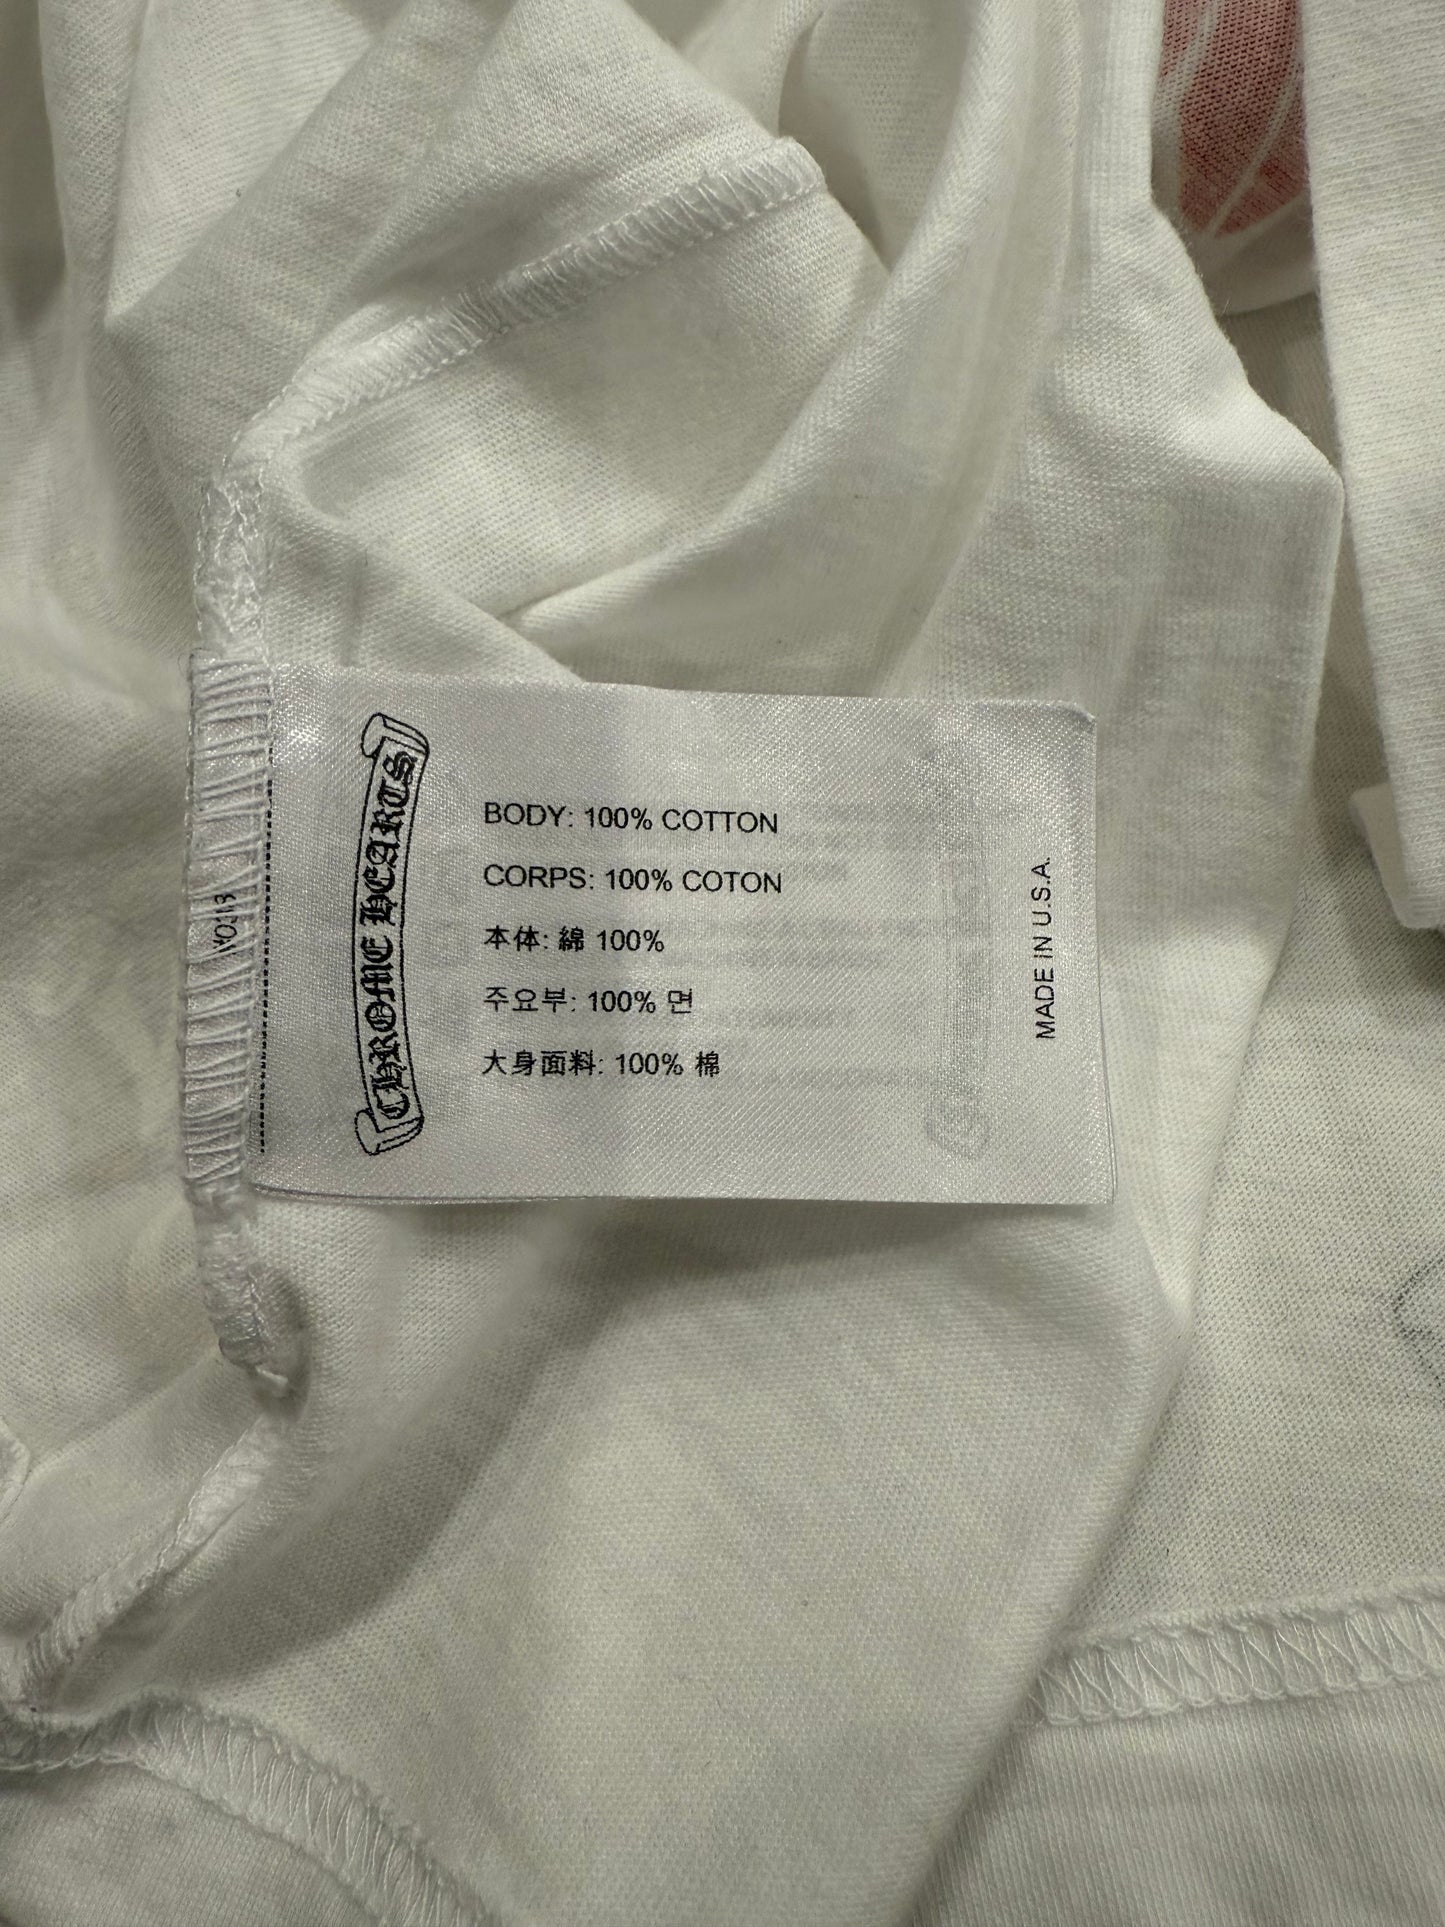 CHROME HEARTS
BODY: 100% COTTON
CORPS: 100% COTON
本体: 綿 100%
주요부: 100% 면
大身面料: 100% 棉
MADE IN U.S.A.